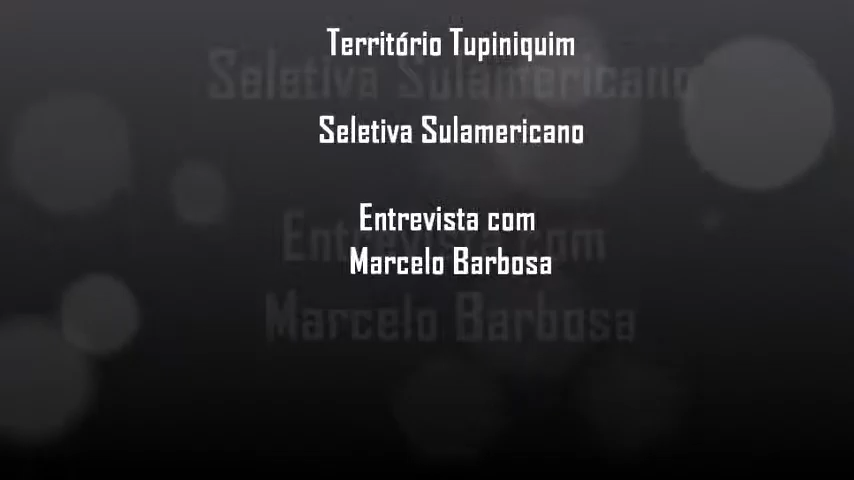 Território Tupiniquim
Seletiva Sulamericano
Entrevista com
Marcelo Barbosa